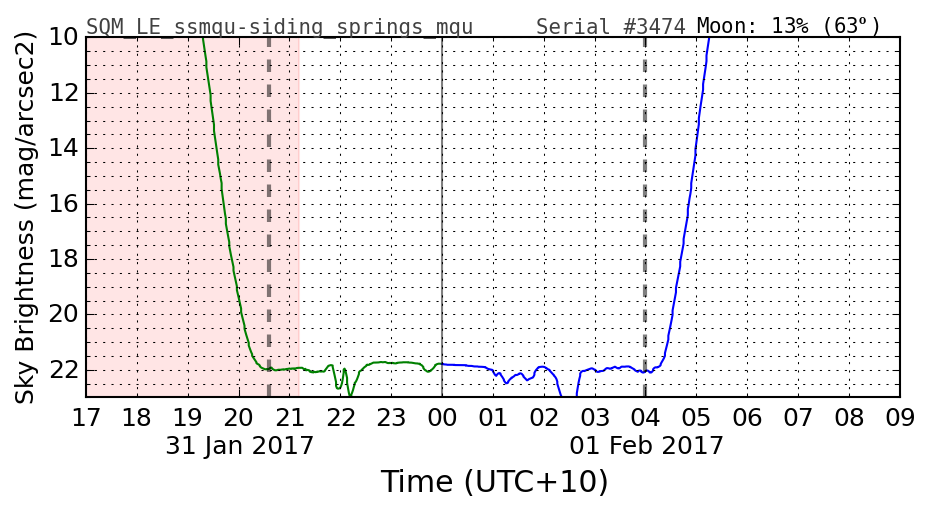 SQM_LE_ssmqu-siding_springs_mqu Serial #3474 Moon: 13% (63°)
Sky Brightness (mag/arcsec2)
10
12
14
16
18
20
22
17 18 19 20 21 22 23 00 01 02 03 04 05 06 07 08 09
31 Jan 2017 01 Feb 2017
Time (UTC+10)